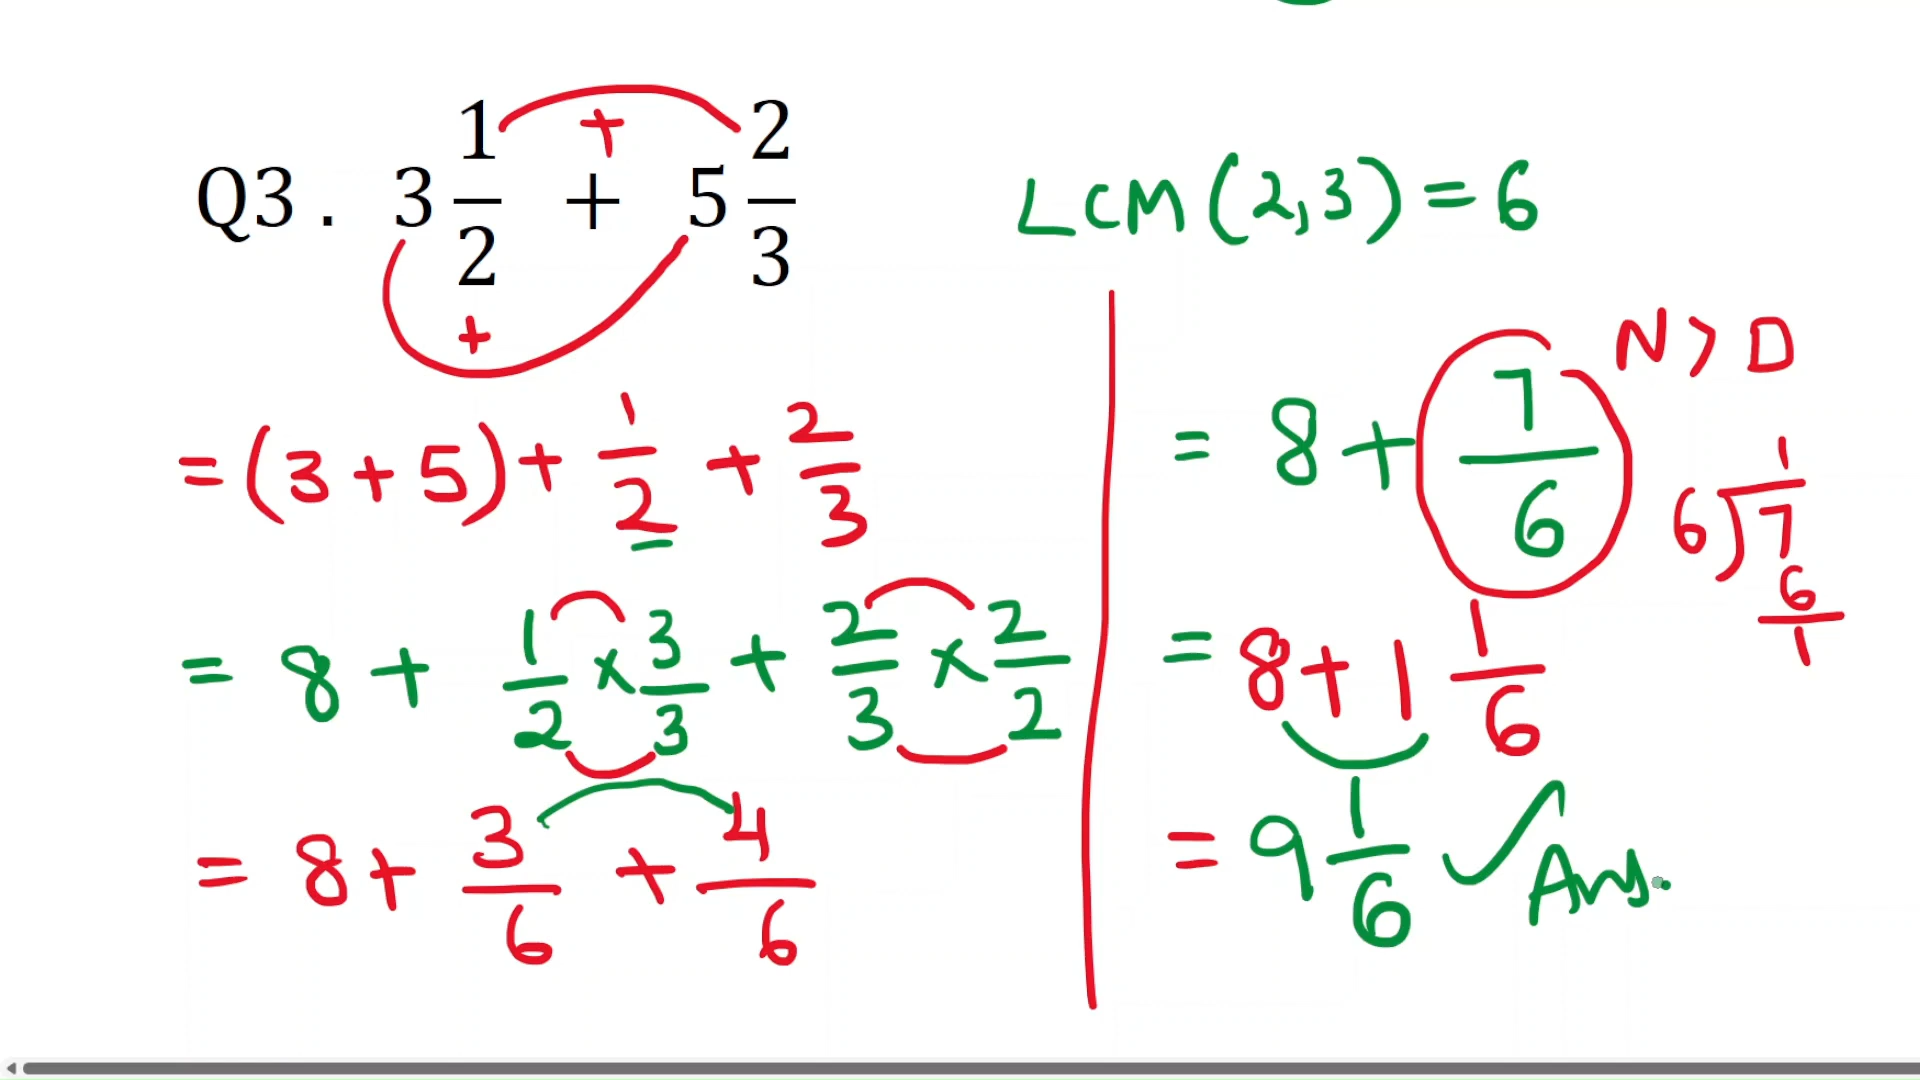 Q3 . 3 1/2 + 5 2/3
+
+
LCM(2,3) = 6
= (3 + 5) + 1/2 + 2/3
= 8 + 1/2 × 3/3 + 2/3 × 2/2
= 8 + 3/6 + 4/6
N > D
= 8 + 7/6
1
6 7
6
1
= 8 + 1 1/6
= 9 1/6 ✓ Ans.